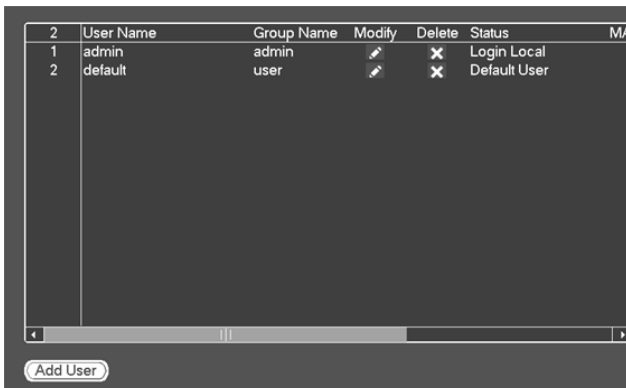 2 User Name Group Name Modify Delete Status
1 admin admin Login Local
2 default user Default User
Add User